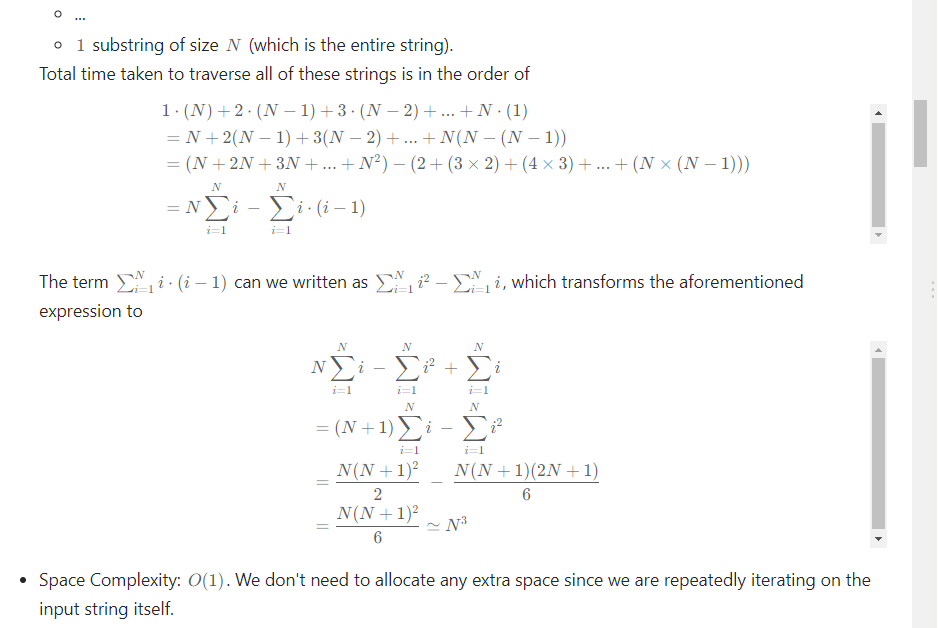 ...
1 substring of size N (which is the entire string).
Total time taken to traverse all of these strings is in the order of
1 · (N) + 2 · (N − 1) + 3 · (N − 2) + ... + N · (1)
= N + 2(N − 1) + 3(N − 2) + ... + N(N − (N − 1))
= (N + 2N + 3N + ... + N²) − (2 + (3 × 2) + (4 × 3) + ... + (N × (N − 1)))
= N ∑_{i=1}^{N} i − ∑_{i=1}^{N} i · (i − 1)
The term ∑_{i=1}^{N} i · (i − 1) can we written as ∑_{i=1}^{N} i² − ∑_{i=1}^{N} i, which transforms the aforementioned
expression to
N ∑_{i=1}^{N} i − ∑_{i=1}^{N} i² + ∑_{i=1}^{N} i
= (N + 1) ∑_{i=1}^{N} i − ∑_{i=1}^{N} i²
= N(N + 1)²/2 − N(N + 1)(2N + 1)/6
= N(N + 1)²/6 ≃ N³
• Space Complexity: O(1). We don't need to allocate any extra space since we are repeatedly iterating on the
input string itself.